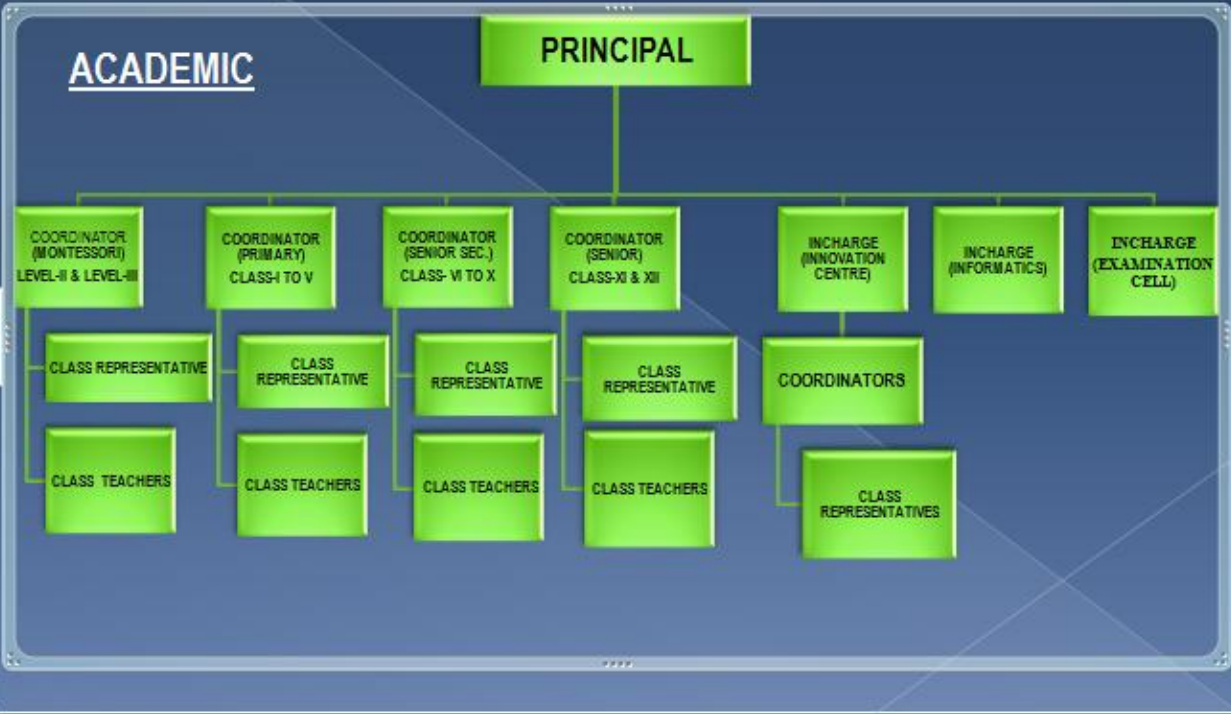 ACADEMIC
PRINCIPAL
COORDINATOR
(MONTESSORI)
LEVEL-II & LEVEL-III
COORDINATOR
(PRIMARY)
CLASS-I TO V
COORDINATOR
(SENIOR SEC.)
CLASS- VI TO X
COORDINATOR
(SENIOR)
CLASS-XI & XII
INCHARGE
(INNOVATION
CENTRE)
INCHARGE
(INFORMATICS)
INCHARGE
(EXAMINATION
CELL)
CLASS REPRESENTATIVE
CLASS
REPRESENTATIVE
CLASS
REPRESENTATIVE
CLASS
REPRESENTATIVE
COORDINATORS
CLASS TEACHERS
CLASS TEACHERS
CLASS TEACHERS
CLASS TEACHERS
CLASS
REPRESENTATIVES